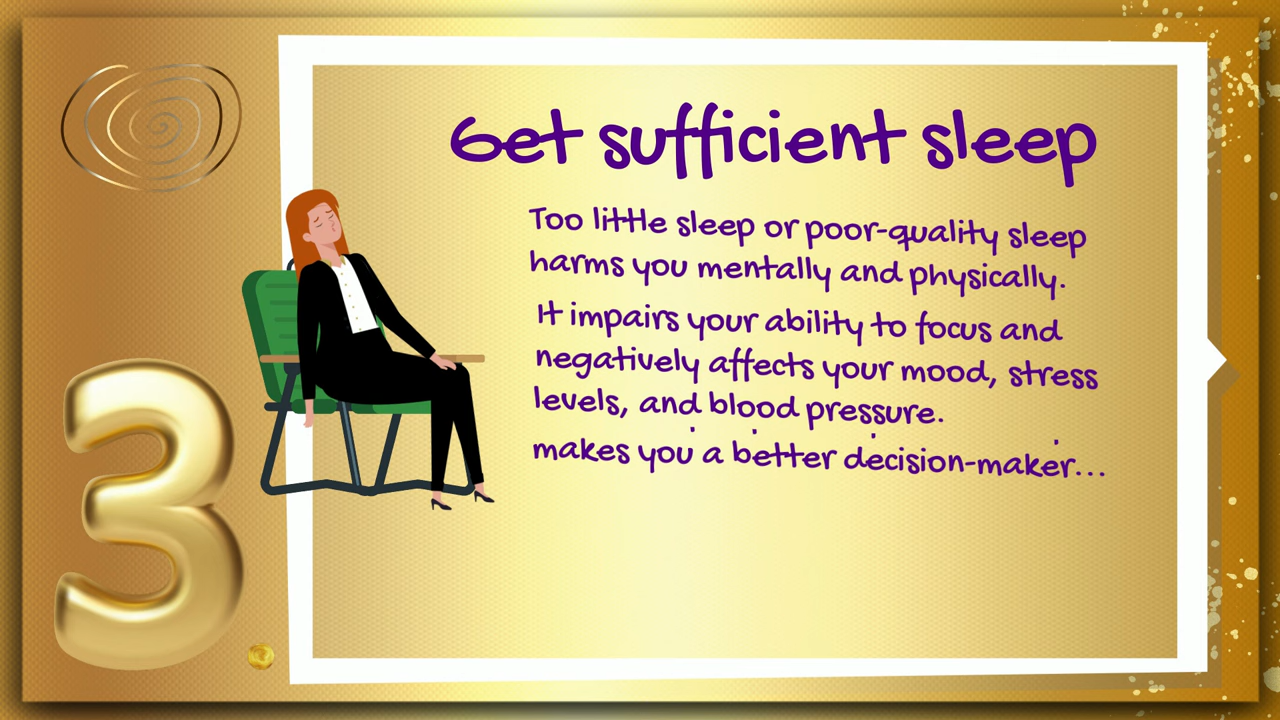 Get sufficient sleep
Too little sleep or poor-quality sleep
harms you mentally and physically.
It impairs your ability to focus and
negatively affects your mood, stress
levels, and blood pressure.
makes you a better decision-maker...
3.